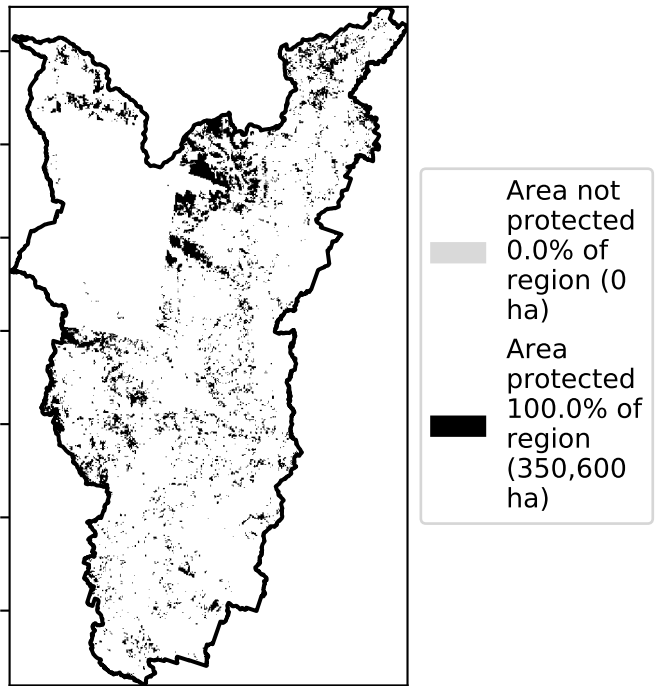 Area not
protected
0.0% of
region (0
ha)
Area
protected
100.0% of
region
(350,600
ha)